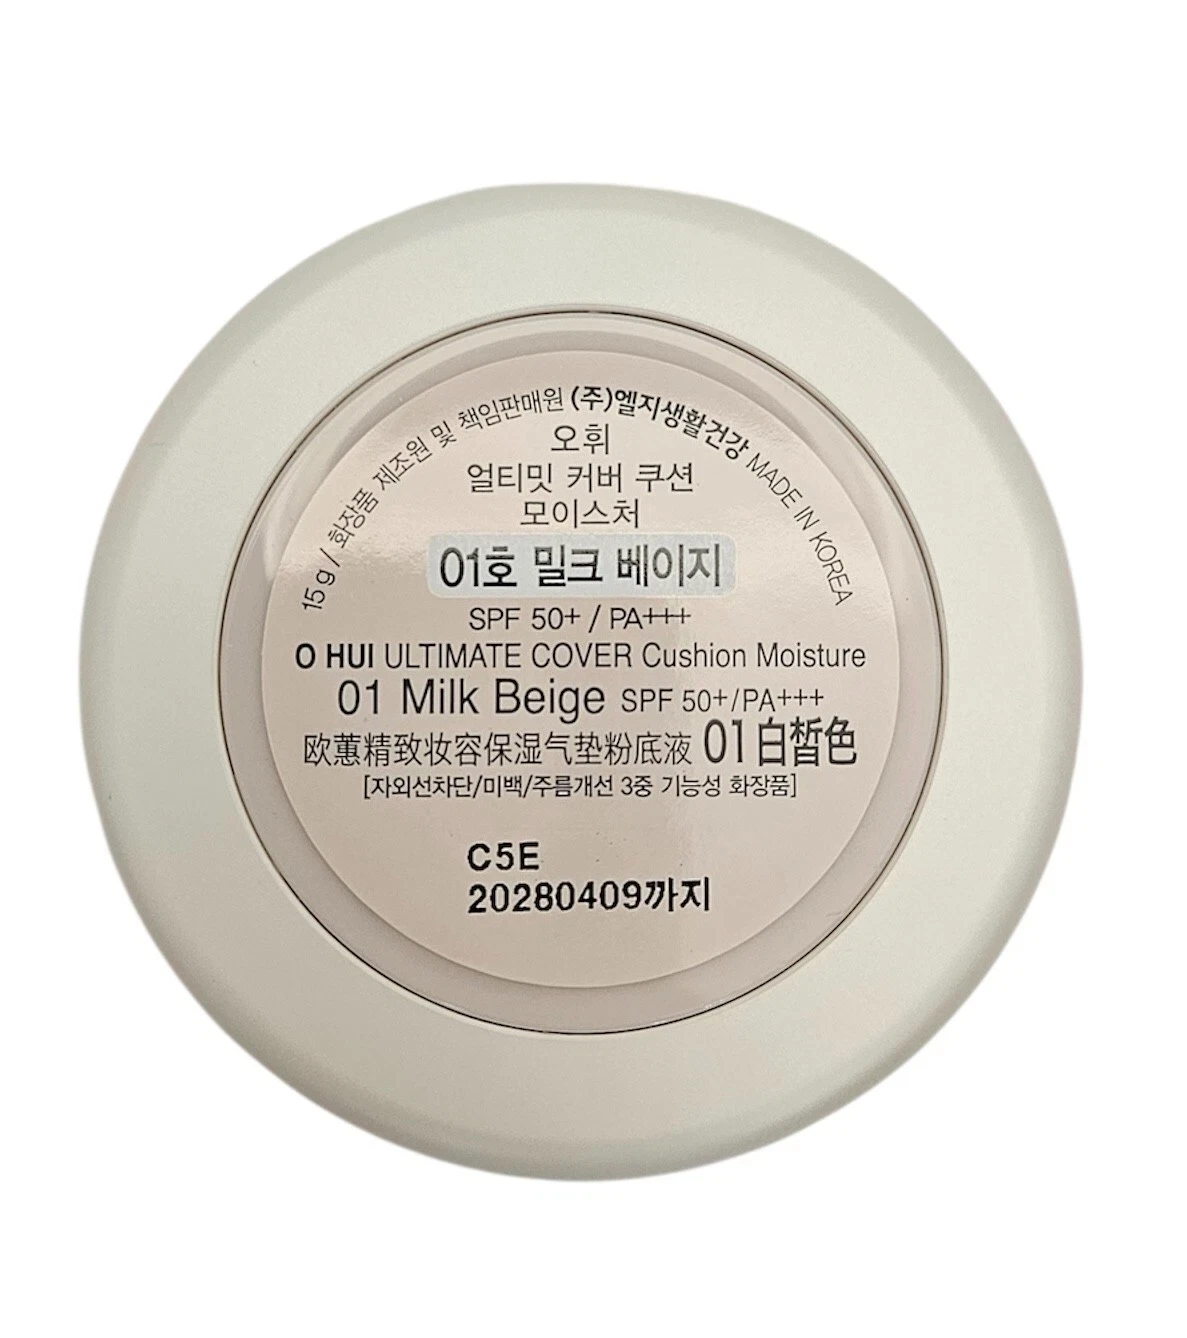 15g / 화장품 제조원 및 책임판매원 (주)엘지생활건강 MADE IN KOREA
오휘
얼티밋 커버 쿠션
모이스처
01호 밀크 베이지
SPF 50+ / PA+++
O HUI ULTIMATE COVER Cushion Moisture
01 Milk Beige SPF 50+/PA+++
欧蕙精致妆容保湿气垫粉底液 01白皙色
[자외선차단/미백/주름개선 3중 기능성 화장품]
C5E
20280409까지